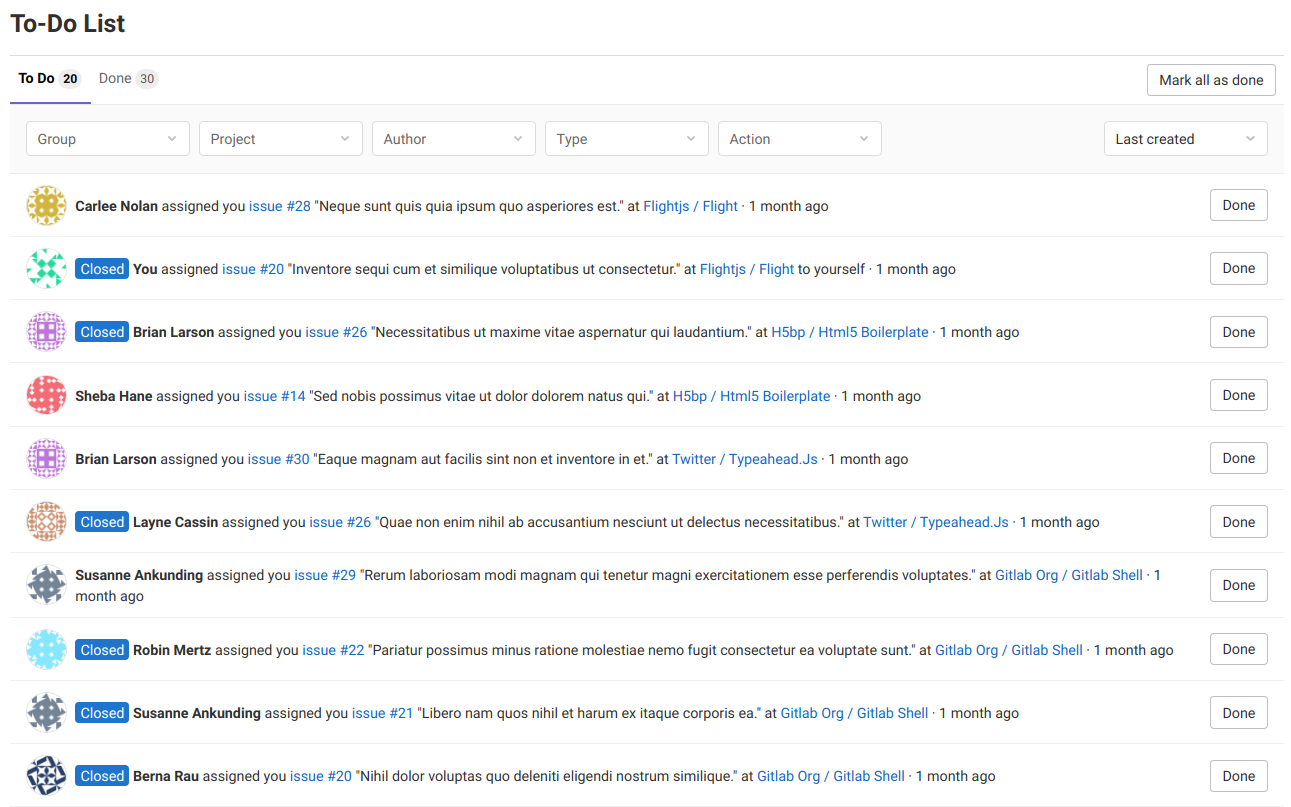 To-Do List
To Do 20 Done 30 Mark all as done
Group Project Author Type Action Last created
Carlee Nolan assigned you issue #28 "Neque sunt quis quia ipsum quo asperiores est." at Flightjs / Flight · 1 month ago Done
Closed You assigned issue #20 "Inventore sequi cum et similique voluptatibus ut consectetur." at Flightjs / Flight to yourself · 1 month ago Done
Closed Brian Larson assigned you issue #26 "Necessitatibus ut maxime vitae aspernatur qui laudantium." at H5bp / Html5 Boilerplate · 1 month ago Done
Sheba Hane assigned you issue #14 "Sed nobis possimus vitae ut dolor dolorem natus qui." at H5bp / Html5 Boilerplate · 1 month ago Done
Brian Larson assigned you issue #30 "Eaque magnam aut facilis sint non et inventore in et." at Twitter / Typeahead.Js · 1 month ago Done
Closed Layne Cassin assigned you issue #26 "Quae non enim nihil ab accusantium nesciunt ut delectus necessitatibus." at Twitter / Typeahead.Js · 1 month ago Done
Susanne Ankunding assigned you issue #29 "Rerum laboriosam modi magnam qui tenetur magni exercitationem esse perferendis voluptates." at Gitlab Org / Gitlab Shell · 1
month ago Done
Closed Robin Mertz assigned you issue #22 "Pariatur possimus minus ratione molestiae nemo fugit consectetur ea voluptate sunt." at Gitlab Org / Gitlab Shell · 1 month ago Done
Closed Susanne Ankunding assigned you issue #21 "Libero nam quos nihil et harum ex itaque corporis ea." at Gitlab Org / Gitlab Shell · 1 month ago Done
Closed Berna Rau assigned you issue #20 "Nihil dolor voluptas quo deleniti eligendi nostrum similique." at Gitlab Org / Gitlab Shell · 1 month ago Done